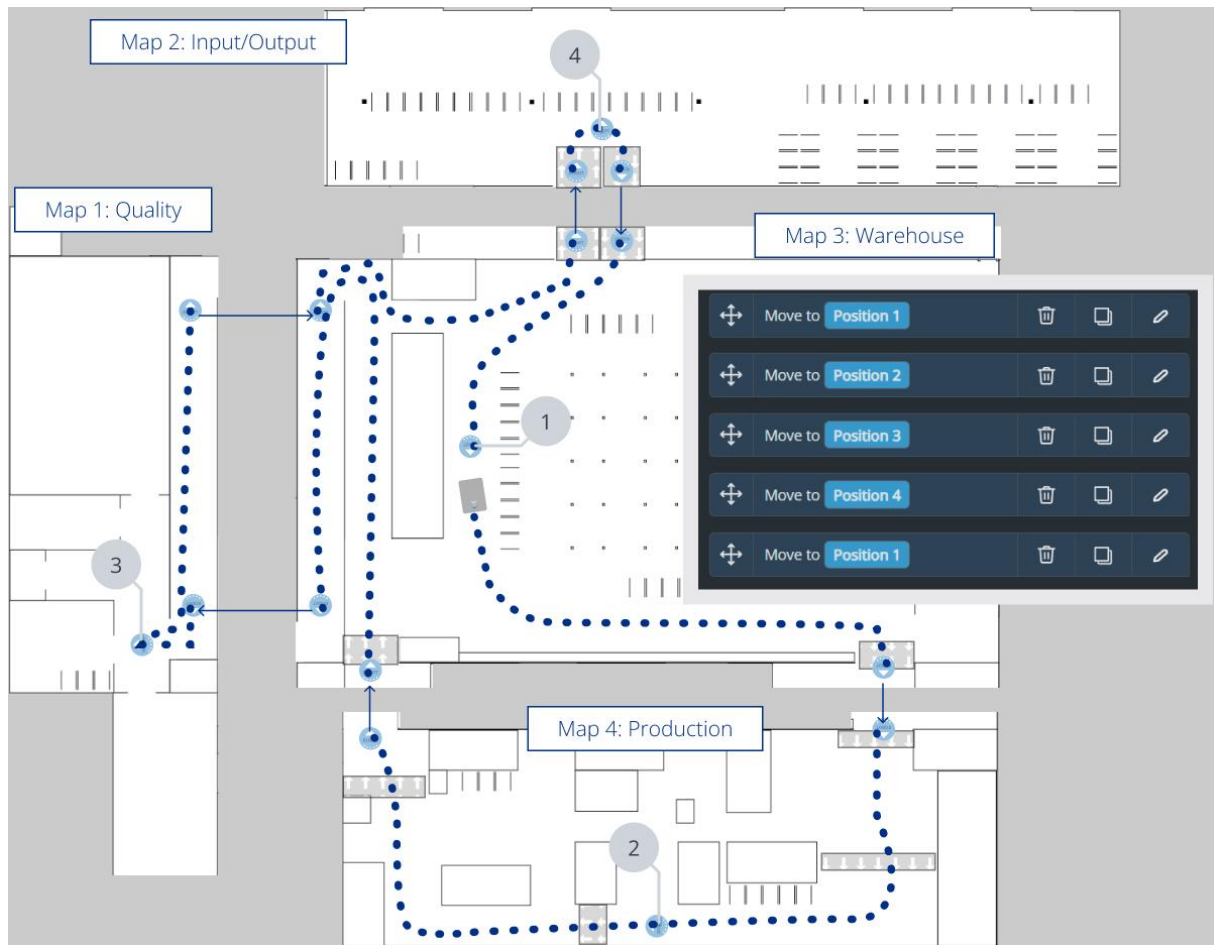 Map 2: Input/Output
4
Map 1: Quality
Map 3: Warehouse
Move to Position 1
Move to Position 2
Move to Position 3
Move to Position 4
Move to Position 1
1
3
Map 4: Production
2